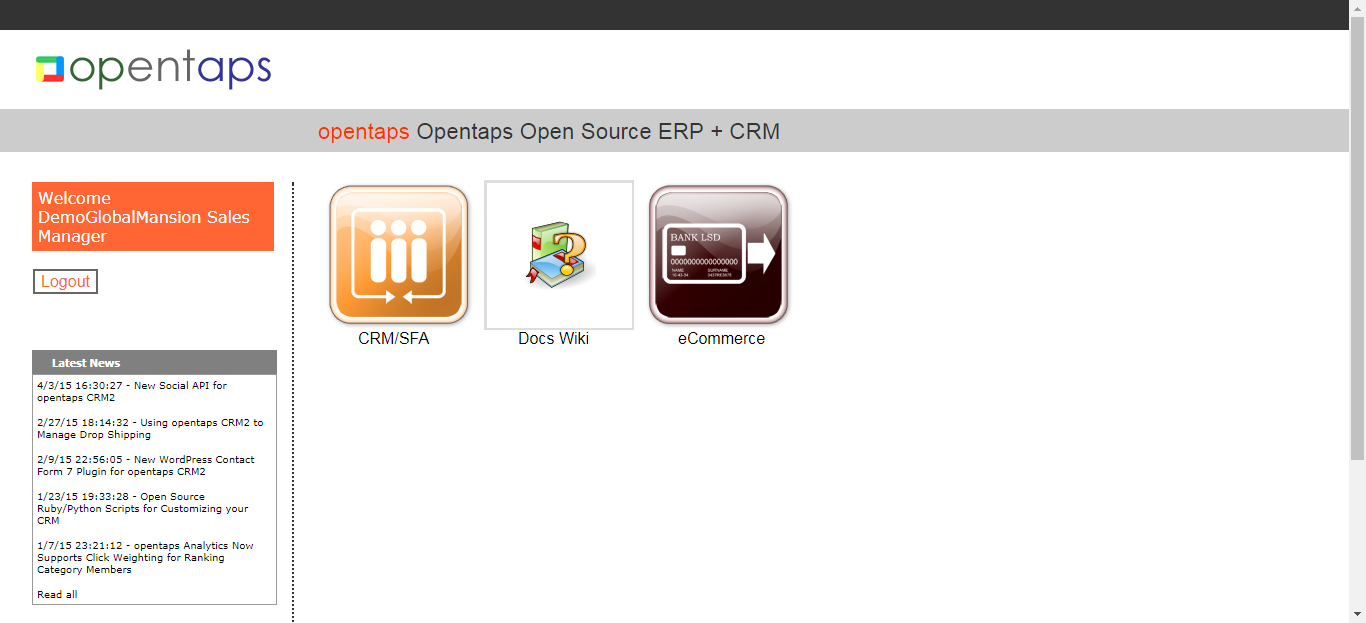 opentaps
opentaps Opentaps Open Source ERP + CRM
Welcome
DemoGlobalMansion Sales
Manager
Logout
Latest News
4/3/15 16:30:27 - New Social API for
opentaps CRM2
2/27/15 18:14:32 - Using opentaps CRM2 to
Manage Drop Shipping
2/9/15 22:56:05 - New WordPress Contact
Form 7 Plugin for opentaps CRM2
1/23/15 19:33:28 - Open Source
Ruby/Python Scripts for Customizing your
CRM
1/7/15 23:21:12 - opentaps Analytics Now
Supports Click Weighting for Ranking
Category Members
Read all
CRM/SFA
Docs Wiki
BANK LSD
NAME SURNAME
eCommerce